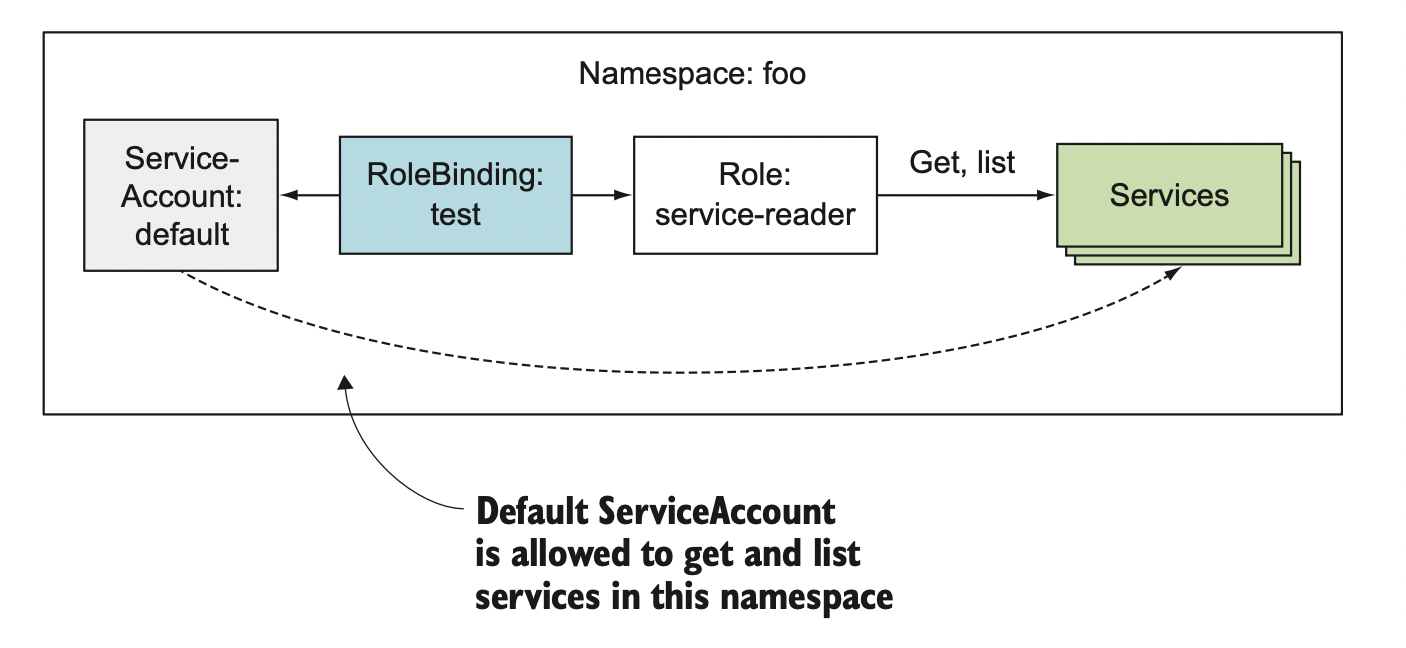 Namespace: foo
Service-
Account:
default
RoleBinding:
test
Role:
service-reader
Get, list
Services
Default ServiceAccount
is allowed to get and list
services in this namespace